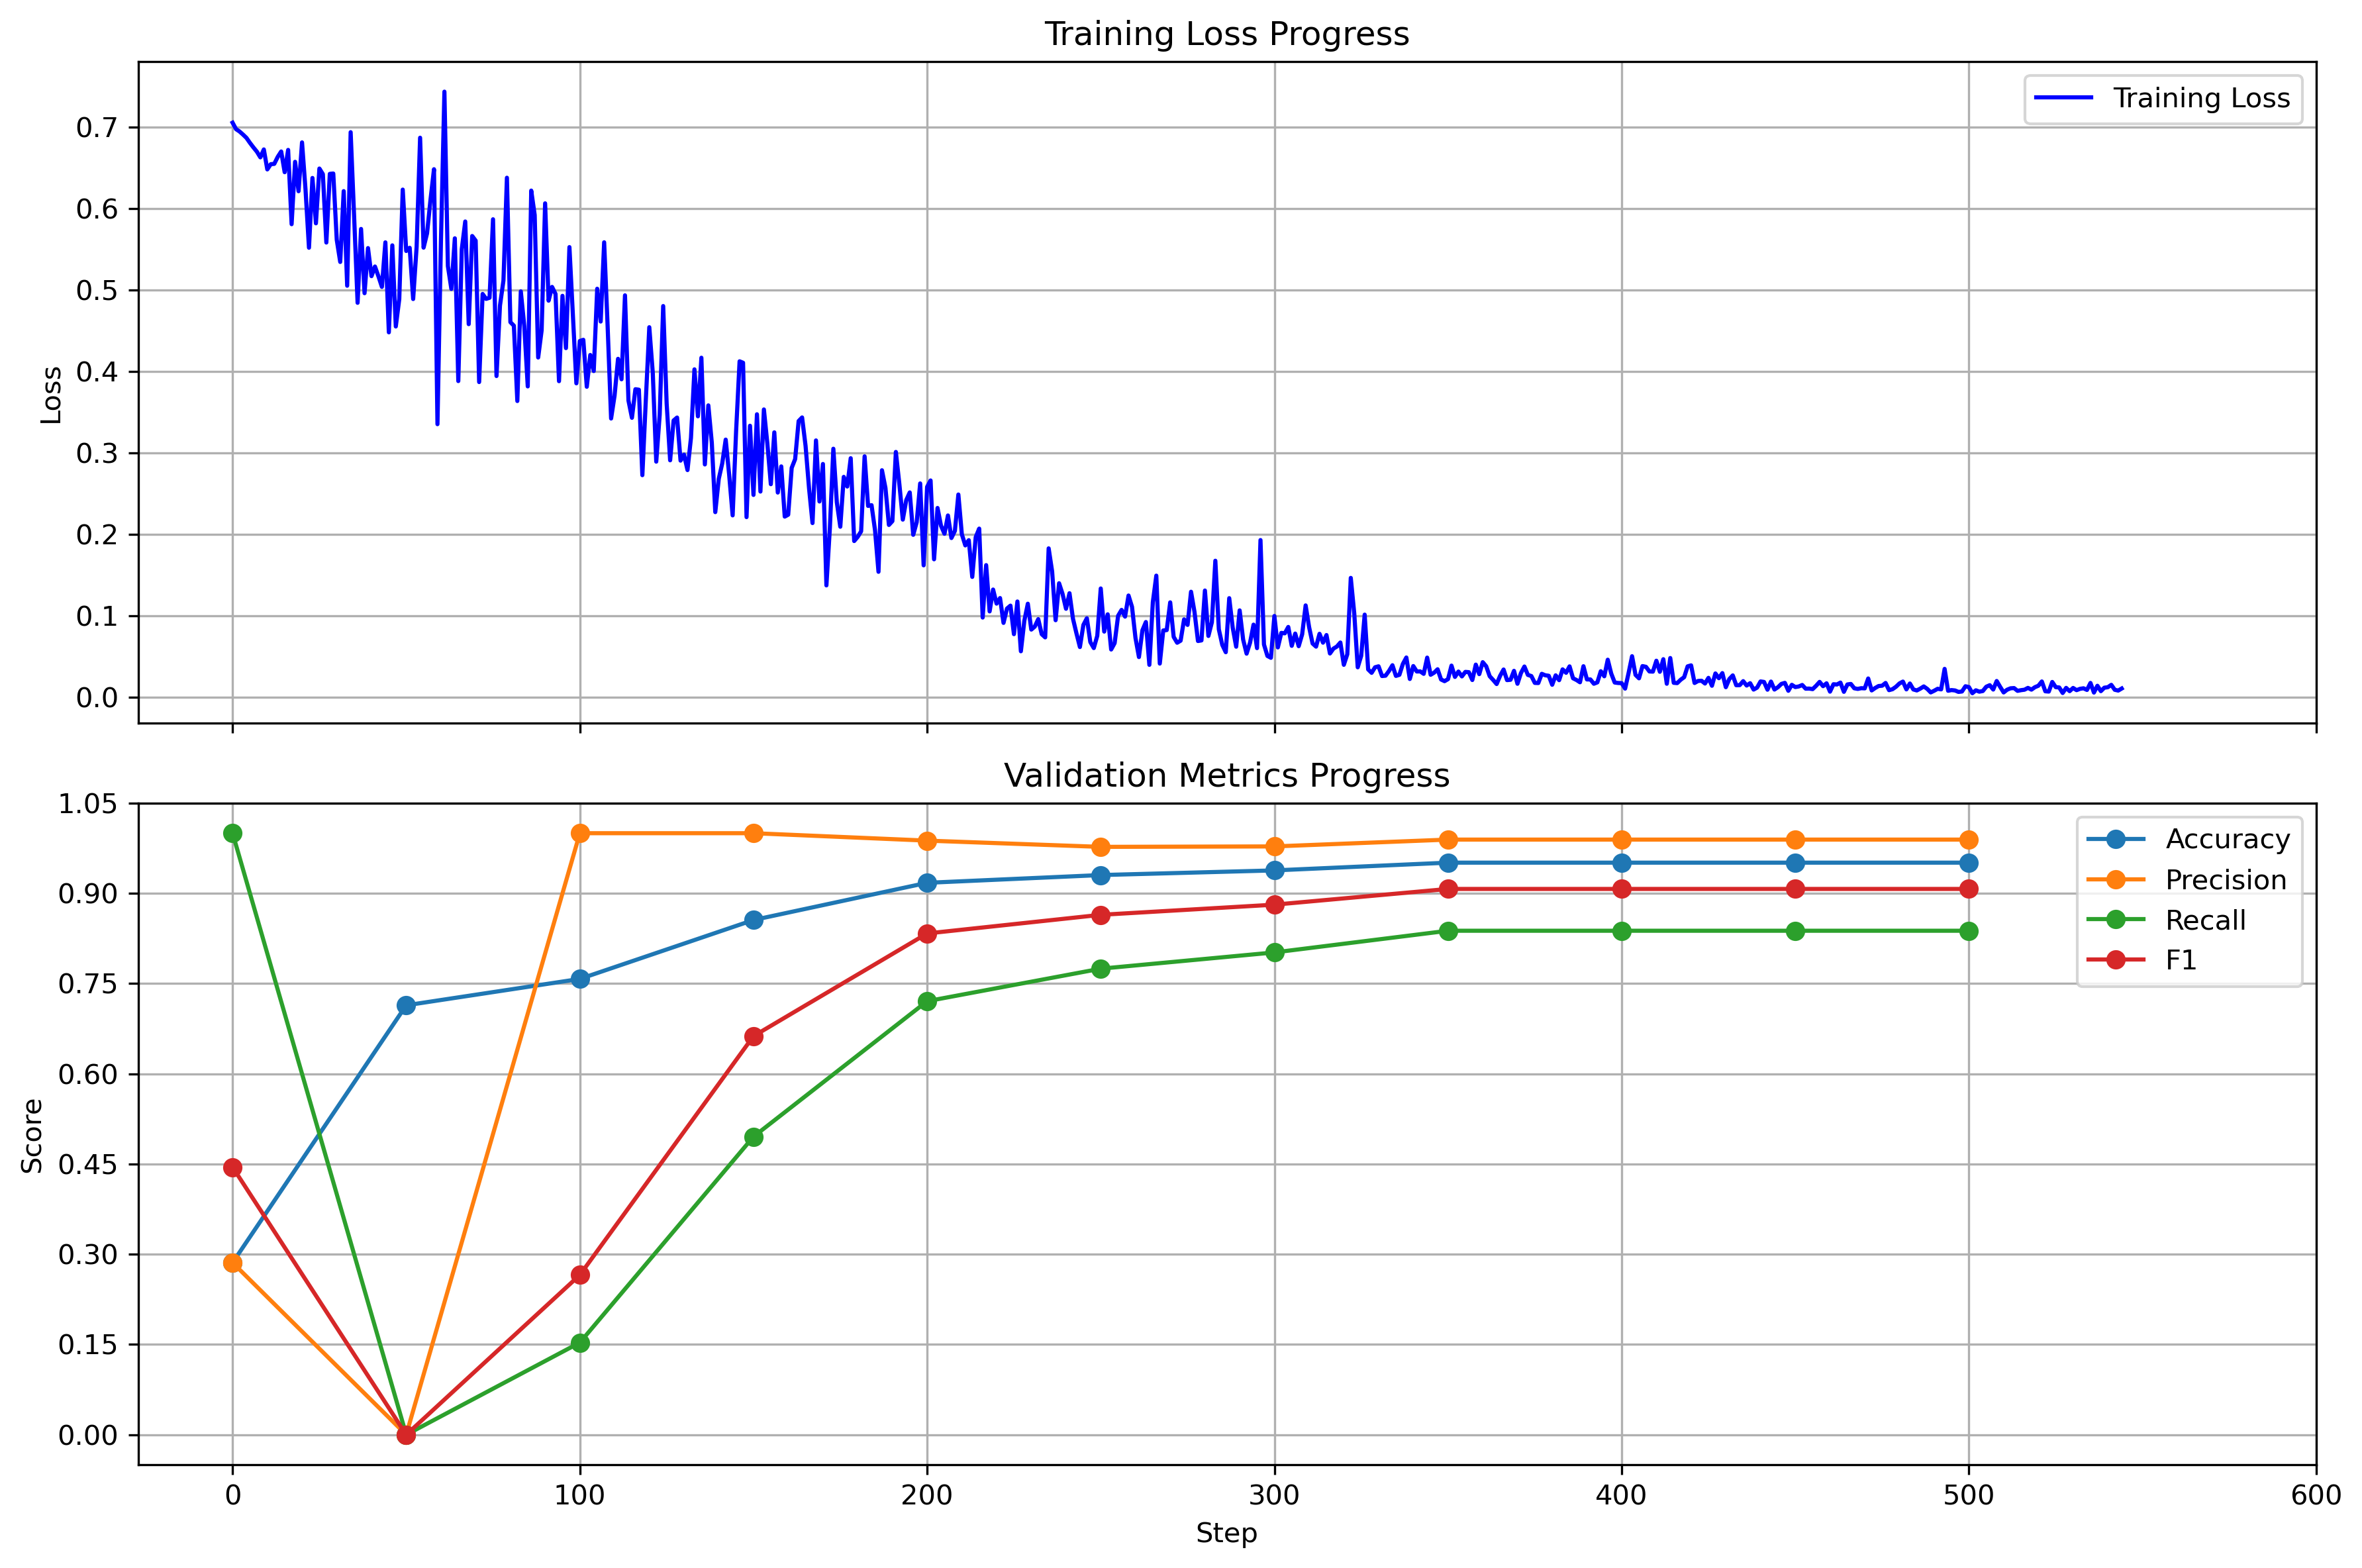 Training Loss Progress
Training Loss
0.7
0.6
0.5
0.4
0.3
0.2
0.1
0.0
Loss
Validation Metrics Progress
Accuracy
Precision
Recall
F1
1.05
0.90
0.75
0.60
0.45
0.30
0.15
0.00
Score
0 100 200 300 400 500 600
Step